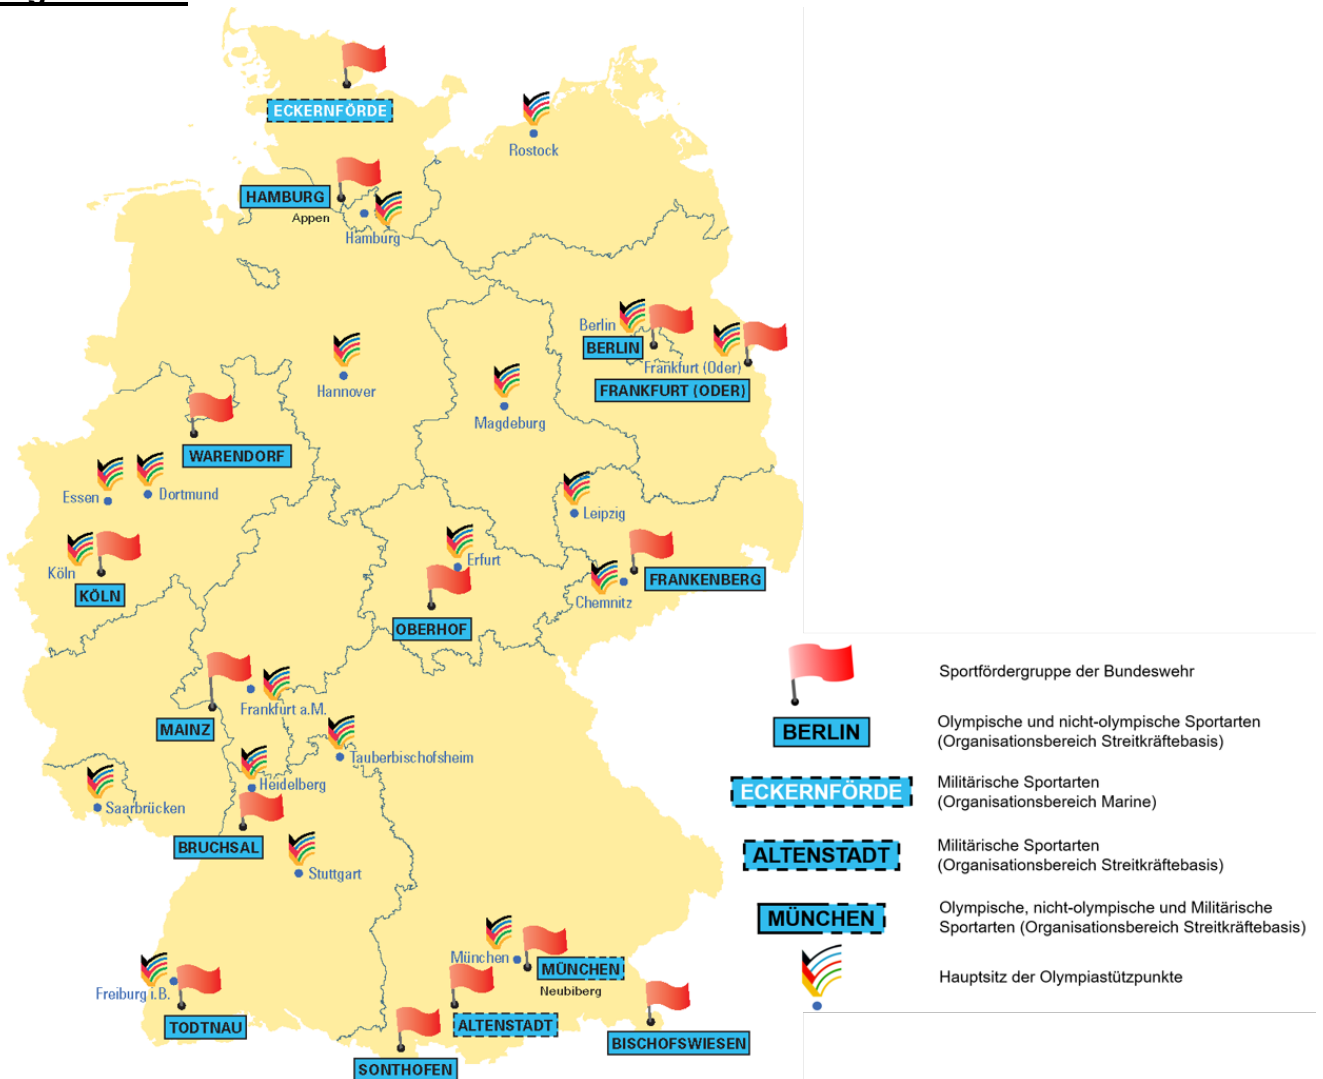 ECKERNFÖRDE
Rostock
HAMBURG
Appen
Hamburg
Berlin
BERLIN
Frankfurt (Oder)
FRANKFURT (ODER)
Hannover
Magdeburg
WARENDORF
Essen
Dortmund
Leipzig
Köln
KÖLN
Erfurt
FRANKENBERG
Chemnitz
OBERHOF
Frankfurt a.M.
MAINZ
Tauberbischofsheim
Heidelberg
Saarbrücken
BRUCHSAL
Stuttgart
München
MÜNCHEN
Neubiberg
Freiburg i.B.
TODTNAU
ALTENSTADT
BISCHOFSWIESEN
SONTHOFEN
Sportfördergruppe der Bundeswehr
BERLIN
Olympische und nicht-olympische Sportarten
(Organisationsbereich Streitkräftebasis)
ECKERNFÖRDE
Militärische Sportarten
(Organisationsbereich Marine)
ALTENSTADT
Militärische Sportarten
(Organisationsbereich Streitkräftebasis)
MÜNCHEN
Olympische, nicht-olympische und Militärische
Sportarten (Organisationsbereich Streitkräftebasis)
Hauptsitz der Olympiastützpunkte